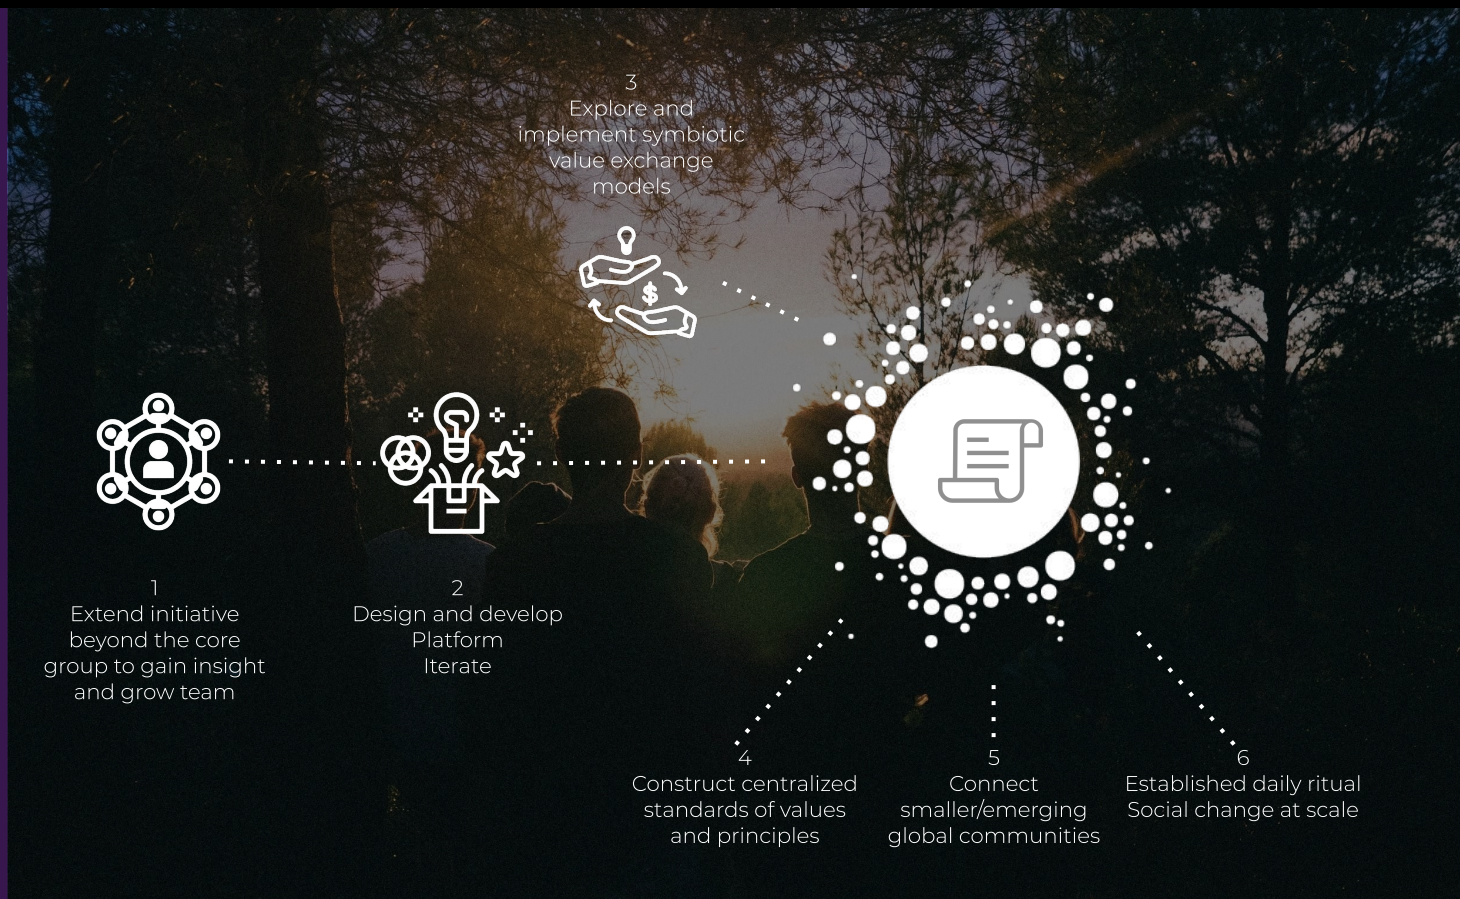 3
Explore and
implement symbiotic
value exchange
models
$
1
Extend initiative
beyond the core
group to gain insight
and grow team
2
Design and develop
Platform
Iterate
4
Construct centralized
standards of values
and principles
5
Connect
smaller/emerging
global communities
6
Established daily ritual
Social change at scale